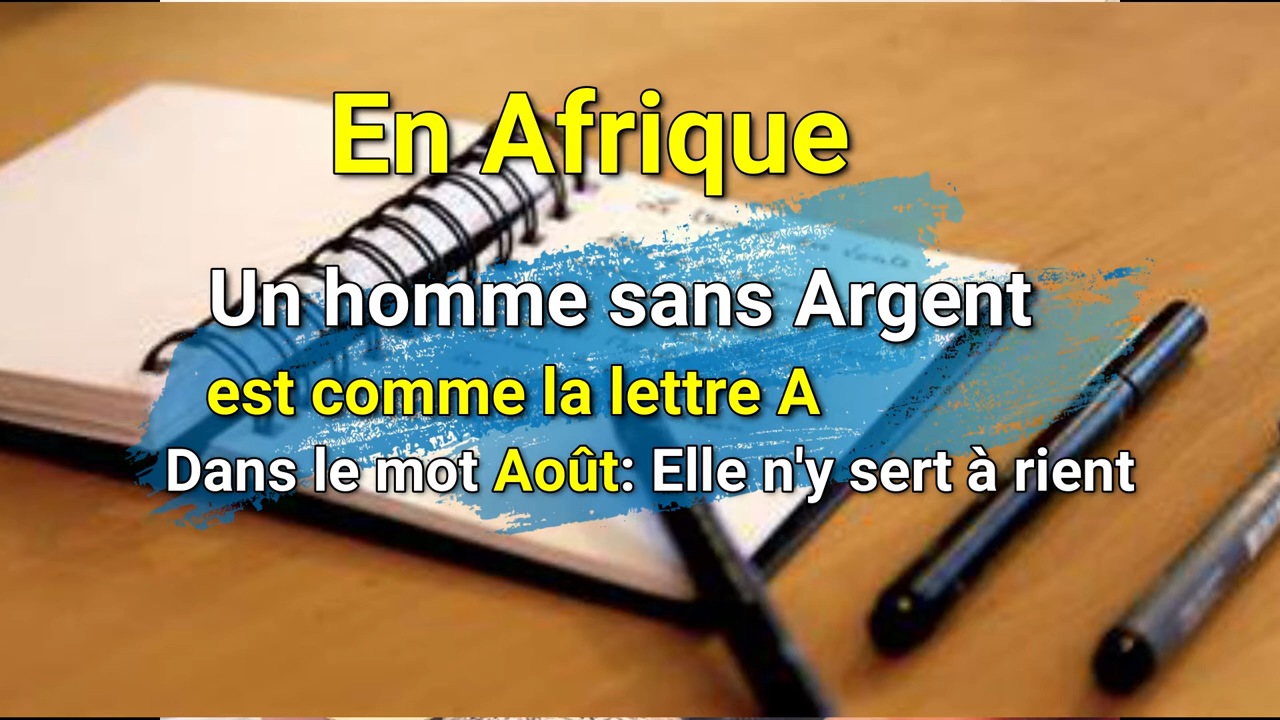 En Afrique
Un homme sans Argent
est comme la lettre A
Dans le mot Août: Elle n'y sert à rient